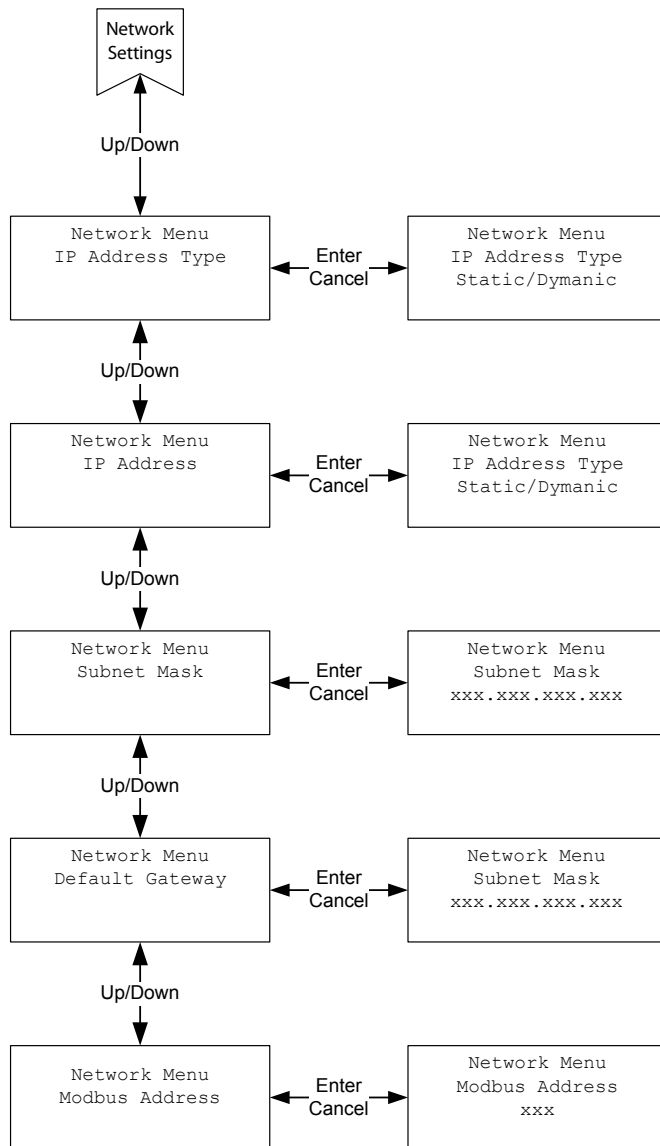 Network
Settings
Up/Down
Network Menu
IP Address Type
Enter
Cancel
Network Menu
IP Address Type
Static/Dymanic
Up/Down
Network Menu
IP Address
Enter
Cancel
Network Menu
IP Address Type
Static/Dymanic
Up/Down
Network Menu
Subnet Mask
Enter
Cancel
Network Menu
Subnet Mask
xxx.xxx.xxx.xxx
Up/Down
Network Menu
Default Gateway
Enter
Cancel
Network Menu
Subnet Mask
xxx.xxx.xxx.xxx
Up/Down
Network Menu
Modbus Address
Enter
Cancel
Network Menu
Modbus Address
xxx